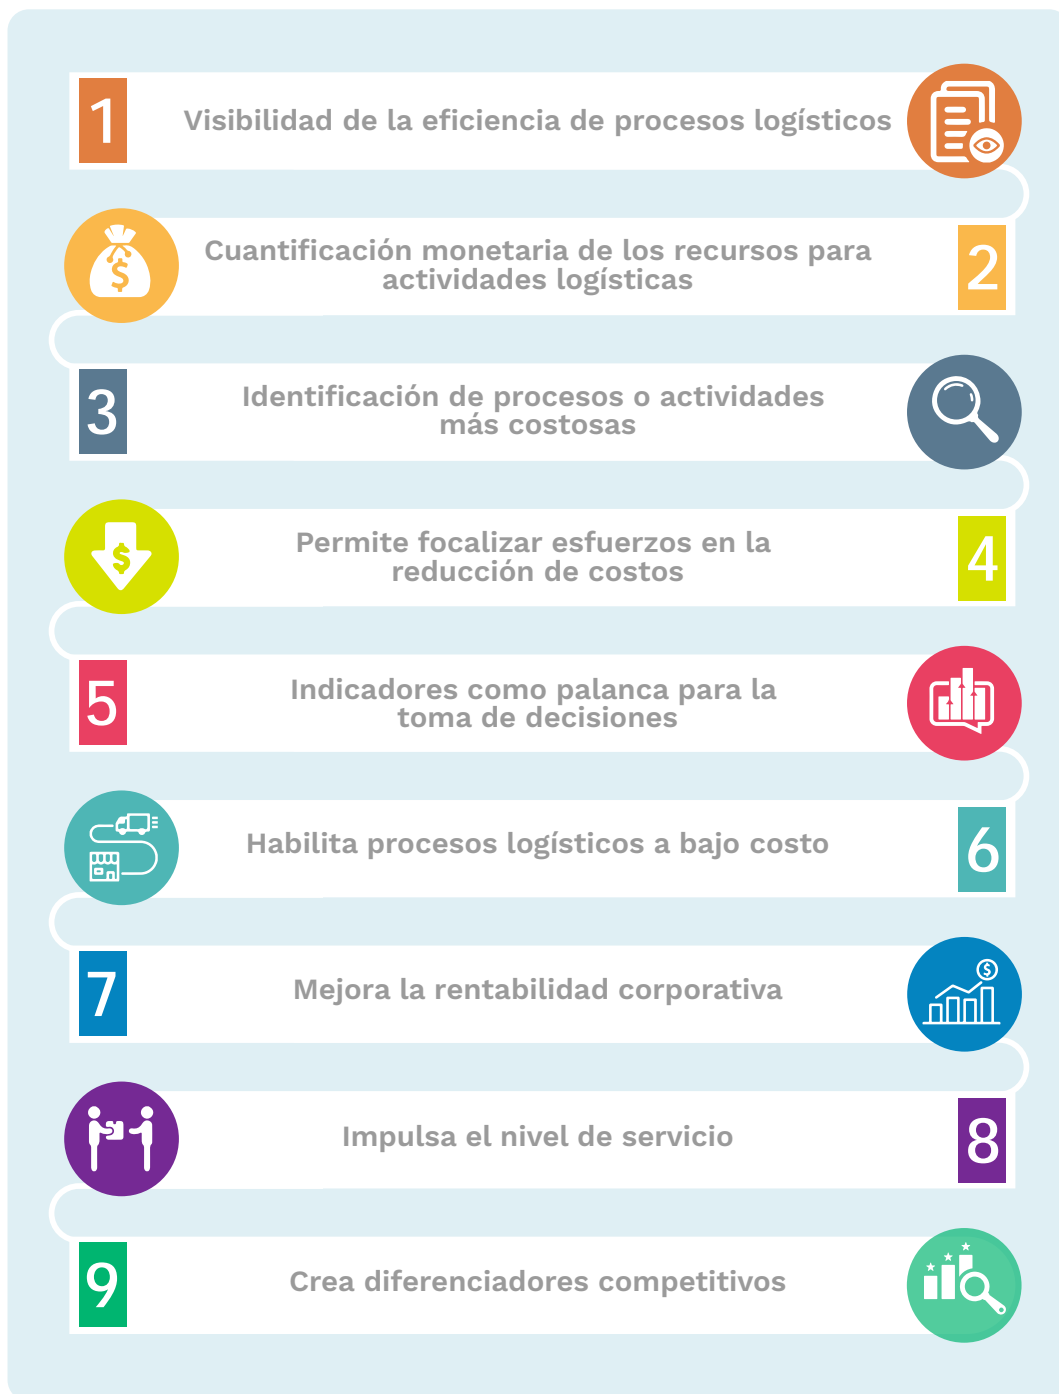 1
Visibilidad de la eficiencia de procesos logísticos
Cuantificación monetaria de los recursos para
actividades logísticas
2
3
Identificación de procesos o actividades
más costosas
Permite focalizar esfuerzos en la
reducción de costos
4
5
Indicadores como palanca para la
toma de decisiones
Habilita procesos logísticos a bajo costo
6
7
Mejora la rentabilidad corporativa
Impulsa el nivel de servicio
8
9
Crea diferenciadores competitivos